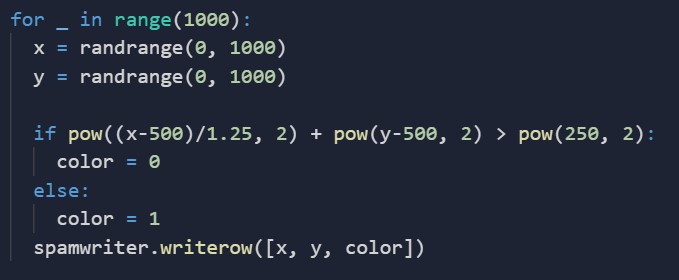 for _ in range(1000):
  x = randrange(0, 1000)
  y = randrange(0, 1000)

  if pow((x-500)/1.25, 2) + pow(y-500, 2) > pow(250, 2):
    color = 0
  else:
    color = 1
  spamwriter.writerow([x, y, color])